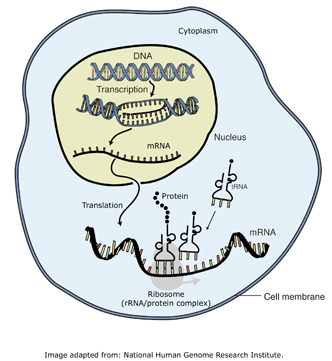 Cytoplasm
DNA
Transcription
mRNA
Nucleus
Translation
Protein
tRNA
mRNA
Ribosome
(rRNA/protein complex)
Cell membrane
Image adapted from: National Human Genome Research Institute.